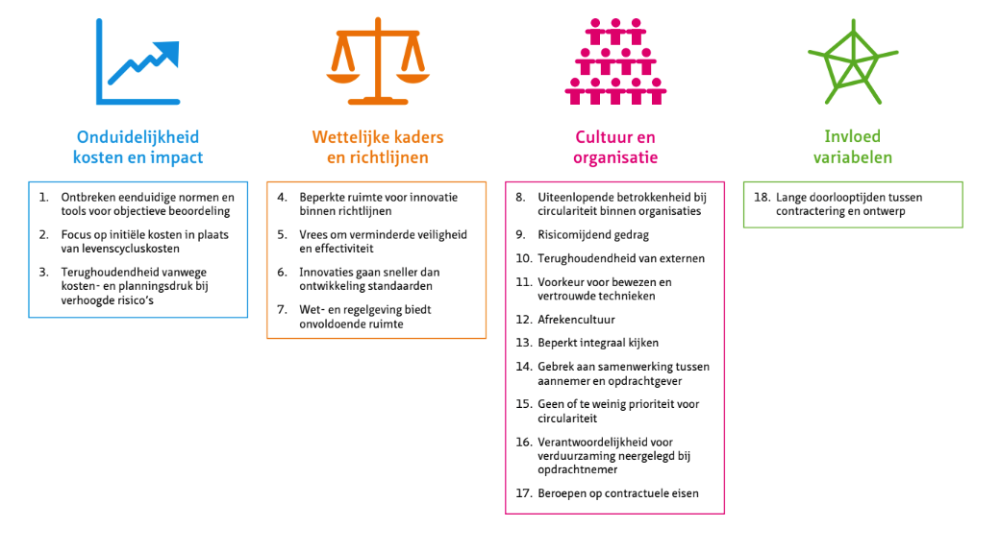 Onduidelijkheid
kosten en impact
1. Ontbreken eenduidige normen en
tools voor objectieve beoordeling
2. Focus op initiële kosten in plaats
van levenscycluskosten
3. Terughoudendheid vanwege
kosten- en planningsdruk bij
verhoogde risico's
Wettelijke kaders
en richtlijnen
4. Beperkte ruimte voor innovatie
binnen richtlijnen
5. Vrees om verminderde veiligheid
en effectiviteit
6. Innovaties gaan sneller dan
ontwikkeling standaarden
7. Wet- en regelgeving biedt
onvoldoende ruimte
Cultuur en
organisatie
8. Uiteenlopende betrokkenheid bij
circulariteit binnen organisaties
9. Risicomijdend gedrag
10. Terughoudendheid van externen
11. Voorkeur voor bewezen en
vertrouwde technieken
12. Afrekencultuur
13. Beperkt integraal kijken
14. Gebrek aan samenwerking tussen
aannemer en opdrachtgever
15. Geen of te weinig prioriteit voor
circulariteit
16. Verantwoordelijkheid voor
verduurzaming neergelegd bij
opdrachtnemer
17. Beroepen op contractuele eisen
Invloed
variabelen
18. Lange doorlooptijden tussen
contractering en ontwerp